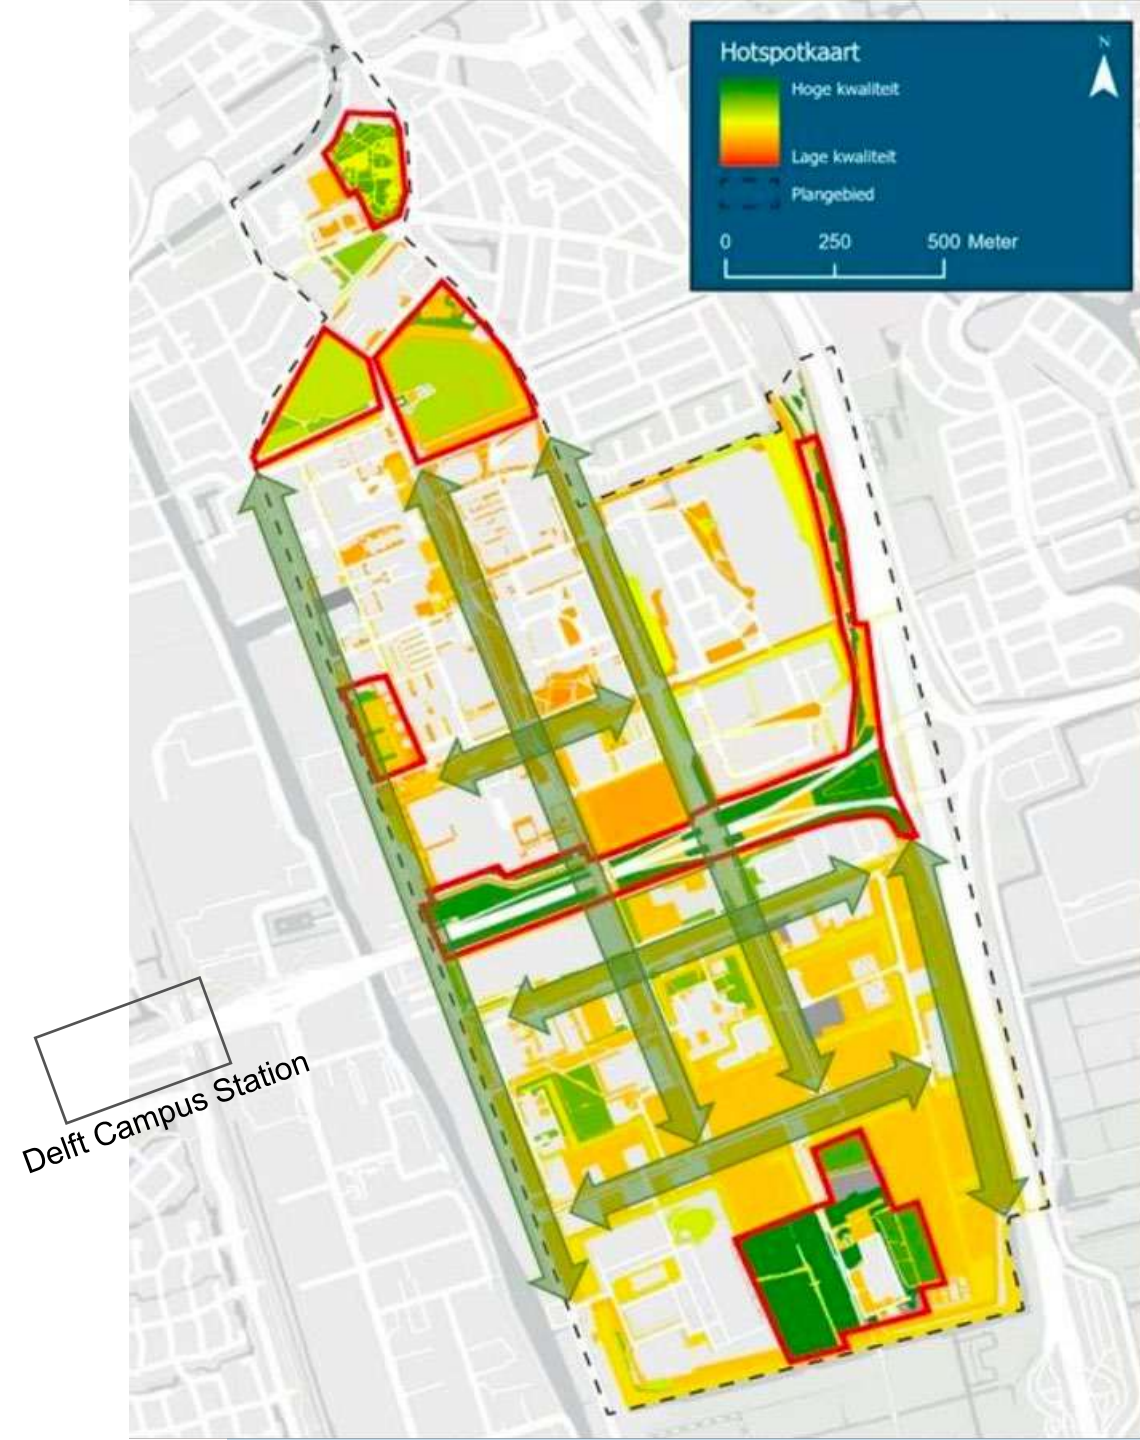 Hotspotkaart
N
Hoge kwaliteit
Lage kwaliteit
Plangebied
0 250 500 Meter
Delft Campus Station